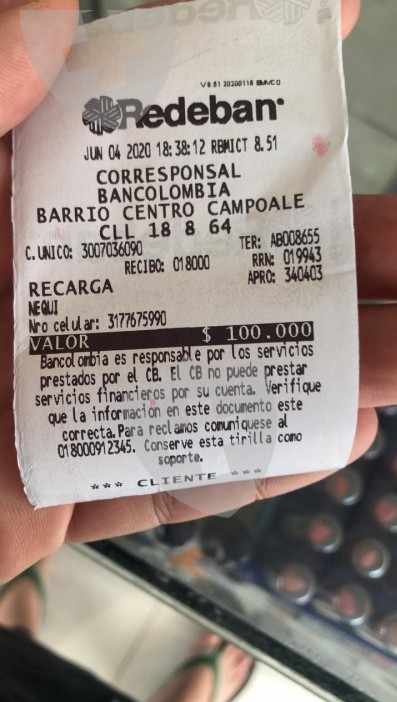 V8.51 20200116 BMVCO
Redeban
JUN 04 2020 18:38:12 RBMICT 8.51
CORRESPONSAL
BANCOLOMBIA
BARRIO CENTRO CAMPOALE
CLL 18 8 64
C.UNICO: 3007036090 TER: AB008655
RECIBO: 018000 RRN: 019943
APRO: 340403
RECARGA
NEQUI
Nro celular: 3177675990
VALOR $ 100.000
Bancolombia es responsable por los servicios
prestados por el CB. El CB no puede prestar
servicios financieros por su cuenta. Verifique
que la informacion en este documento este
correcta. Para reclamos comuniquese al
018000912345. Conserve esta tirilla como
soporte.
*** CLIENTE ***